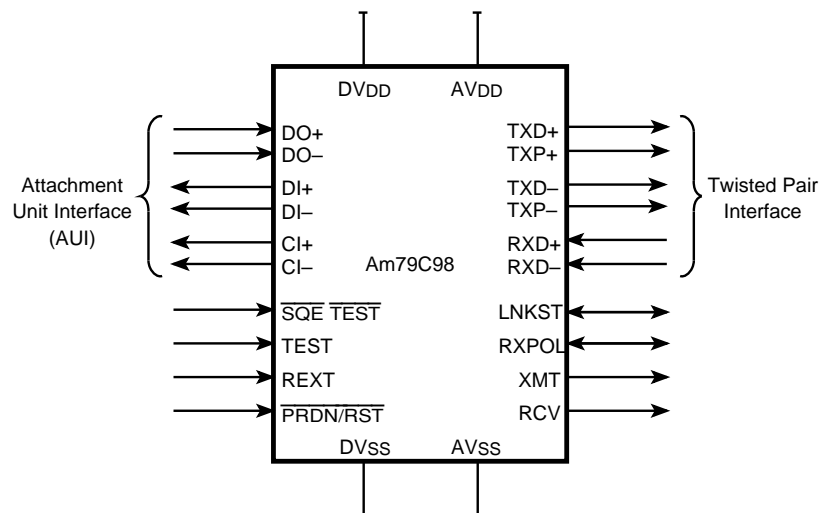 DVDD
AVDD
DO+
DO–
DI+
DI–
CI+
CI–
Attachment
Unit Interface
(AUI)
SQE TEST
TEST
REXT
PRDN/RST
Am79C98
TXD+
TXP+
TXD–
TXP–
RXD+
RXD–
Twisted Pair
Interface
LNKST
RXPOL
XMT
RCV
DVSS
AVSS